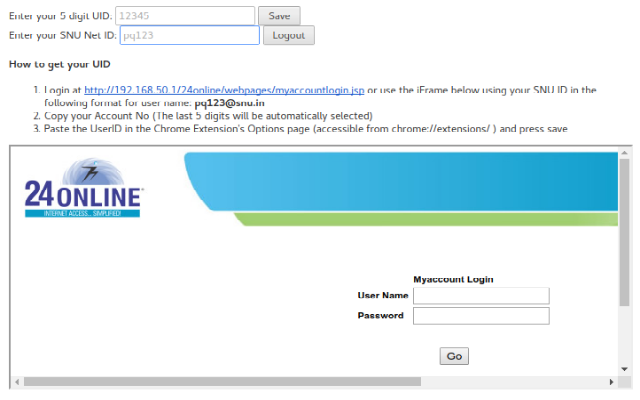 Enter your 5 digit UID: 12345 Save
Enter your SNU Net ID: pq123 Logout
How to get your UID
1. Login at http://192.168.50.1/24online/webpages/myaccountlogin.jsp or use the iFrame below using your SNU ID in the
following format for user name: pq123@snu.in
2. Copy your Account No (The last 5 digits will be automatically selected)
3. Paste the UserID in the Chrome Extension's Options page (accessible from chrome://extensions/ ) and press save
24 ONLINE
INTERNET ACCESS... SIMPLIFIED!
Myaccount Login
User Name
Password
Go